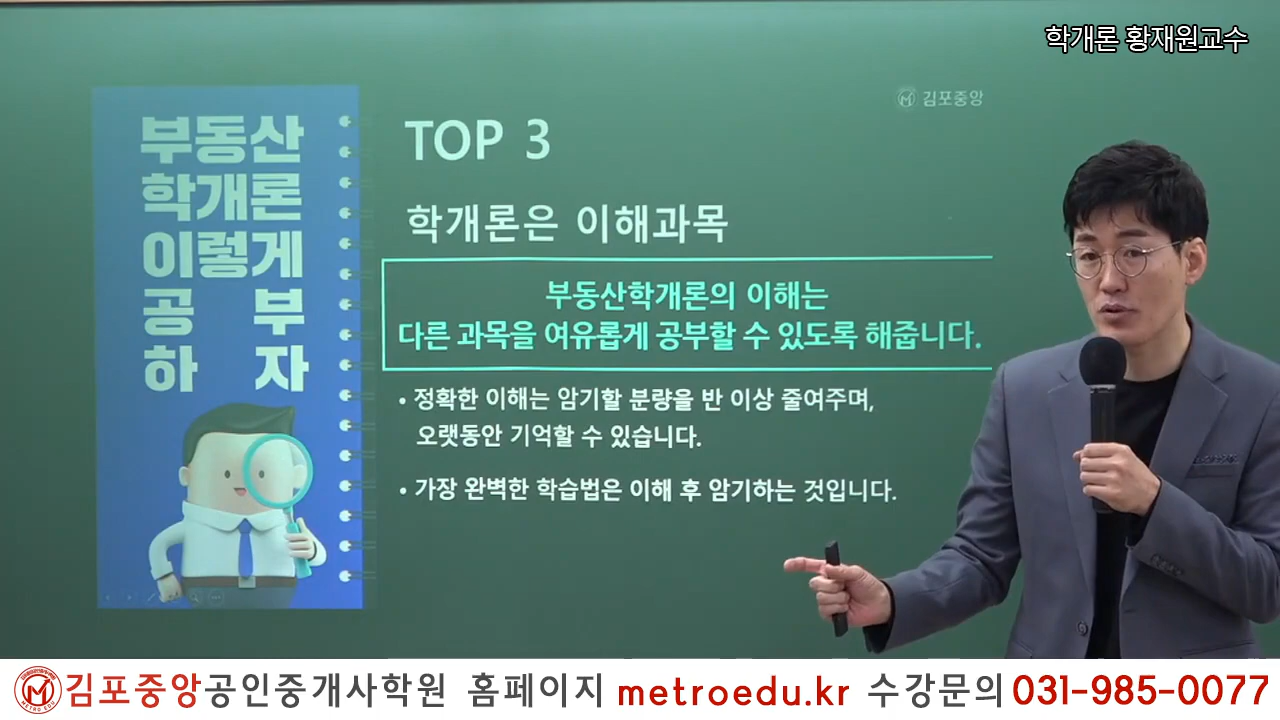 학개론 황재원교수
김포중앙
부동산
학개론
이렇게
공 부
하 자
TOP 3
학개론은 이해과목
부동산학개론의 이해는
다른 과목을 여유롭게 공부할 수 있도록 해줍니다.
• 정확한 이해는 암기할 분량을 반 이상 줄여주며,
오랫동안 기억할 수 있습니다.
• 가장 완벽한 학습법은 이해 후 암기하는 것입니다.
METRO EDU
김포중앙공인중개사학원 홈페이지 metroedu.kr 수강문의 031-985-0077